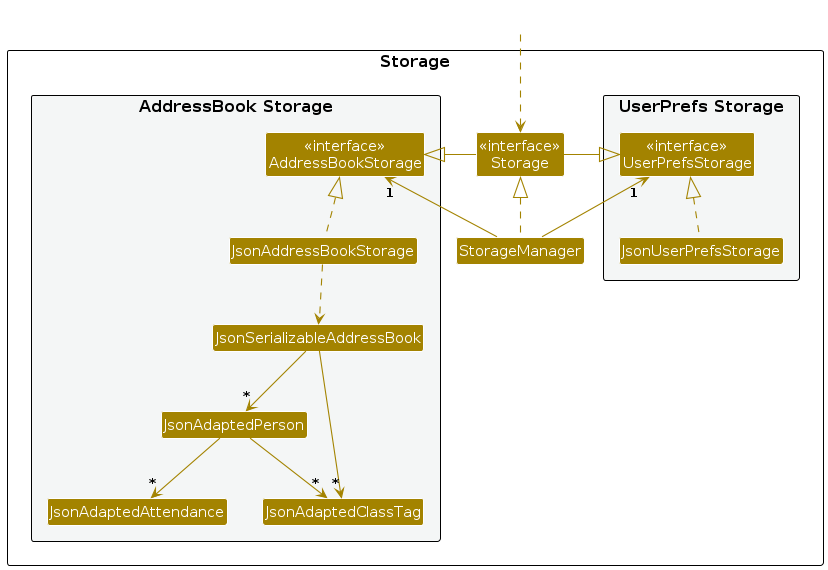 Storage
AddressBook Storage
UserPrefs Storage
«interface»
AddressBookStorage
«interface»
Storage
«interface»
UserPrefsStorage
1
1
JsonAddressBookStorage
StorageManager
JsonUserPrefsStorage
JsonSerializableAddressBook
*
JsonAdaptedPerson
*
*
*
JsonAdaptedAttendance
JsonAdaptedClassTag